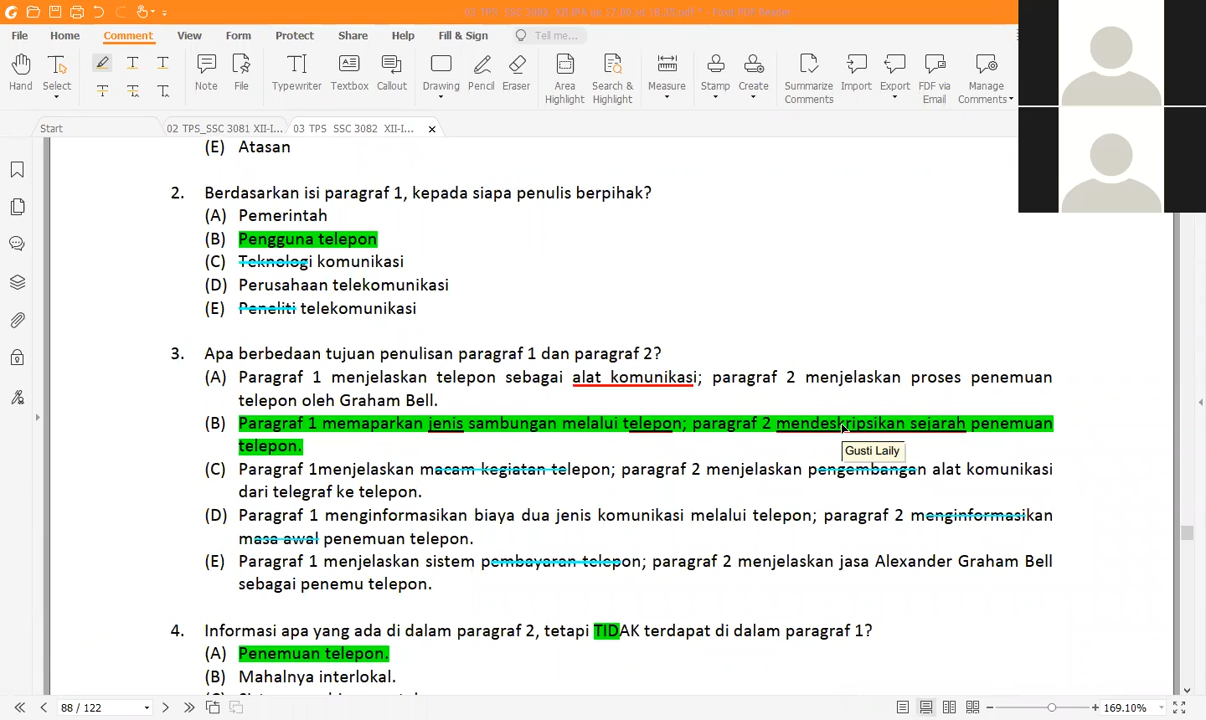 File Home Comment View Form Protect Share Help Fill & Sign Tell me...
Hand Select Note File Typewriter Textbox Callout Drawing Pencil Eraser Area Highlight Search & Highlight Measure Stamp Create Summarize Comments Import Export FDF via Email Manage Comments
Start 02 TPS_SSC 3081 XII-I... 03 TPS SSC 3082 XII-I...
(E) Atasan
2. Berdasarkan isi paragraf 1, kepada siapa penulis berpihak?
(A) Pemerintah
(B) Pengguna telepon
(C) Teknologi komunikasi
(D) Perusahaan telekomunikasi
(E) Peneliti telekomunikasi
3. Apa berbedaan tujuan penulisan paragraf 1 dan paragraf 2?
(A) Paragraf 1 menjelaskan telepon sebagai alat komunikasi; paragraf 2 menjelaskan proses penemuan
telepon oleh Graham Bell.
(B) Paragraf 1 memaparkan jenis sambungan melalui telepon; paragraf 2 mendeskripsikan sejarah penemuan
telepon.
Gusti Laily
(C) Paragraf 1menjelaskan macam kegiatan telepon; paragraf 2 menjelaskan pengembangan alat komunikasi
dari telegraf ke telepon.
(D) Paragraf 1 menginformasikan biaya dua jenis komunikasi melalui telepon; paragraf 2 menginformasikan
masa awal penemuan telepon.
(E) Paragraf 1 menjelaskan sistem pembayaran telepon; paragraf 2 menjelaskan jasa Alexander Graham Bell
sebagai penemu telepon.
4. Informasi apa yang ada di dalam paragraf 2, tetapi TIDAK terdapat di dalam paragraf 1?
(A) Penemuan telepon.
(B) Mahalnya interlokal.
88 / 122 169.10%